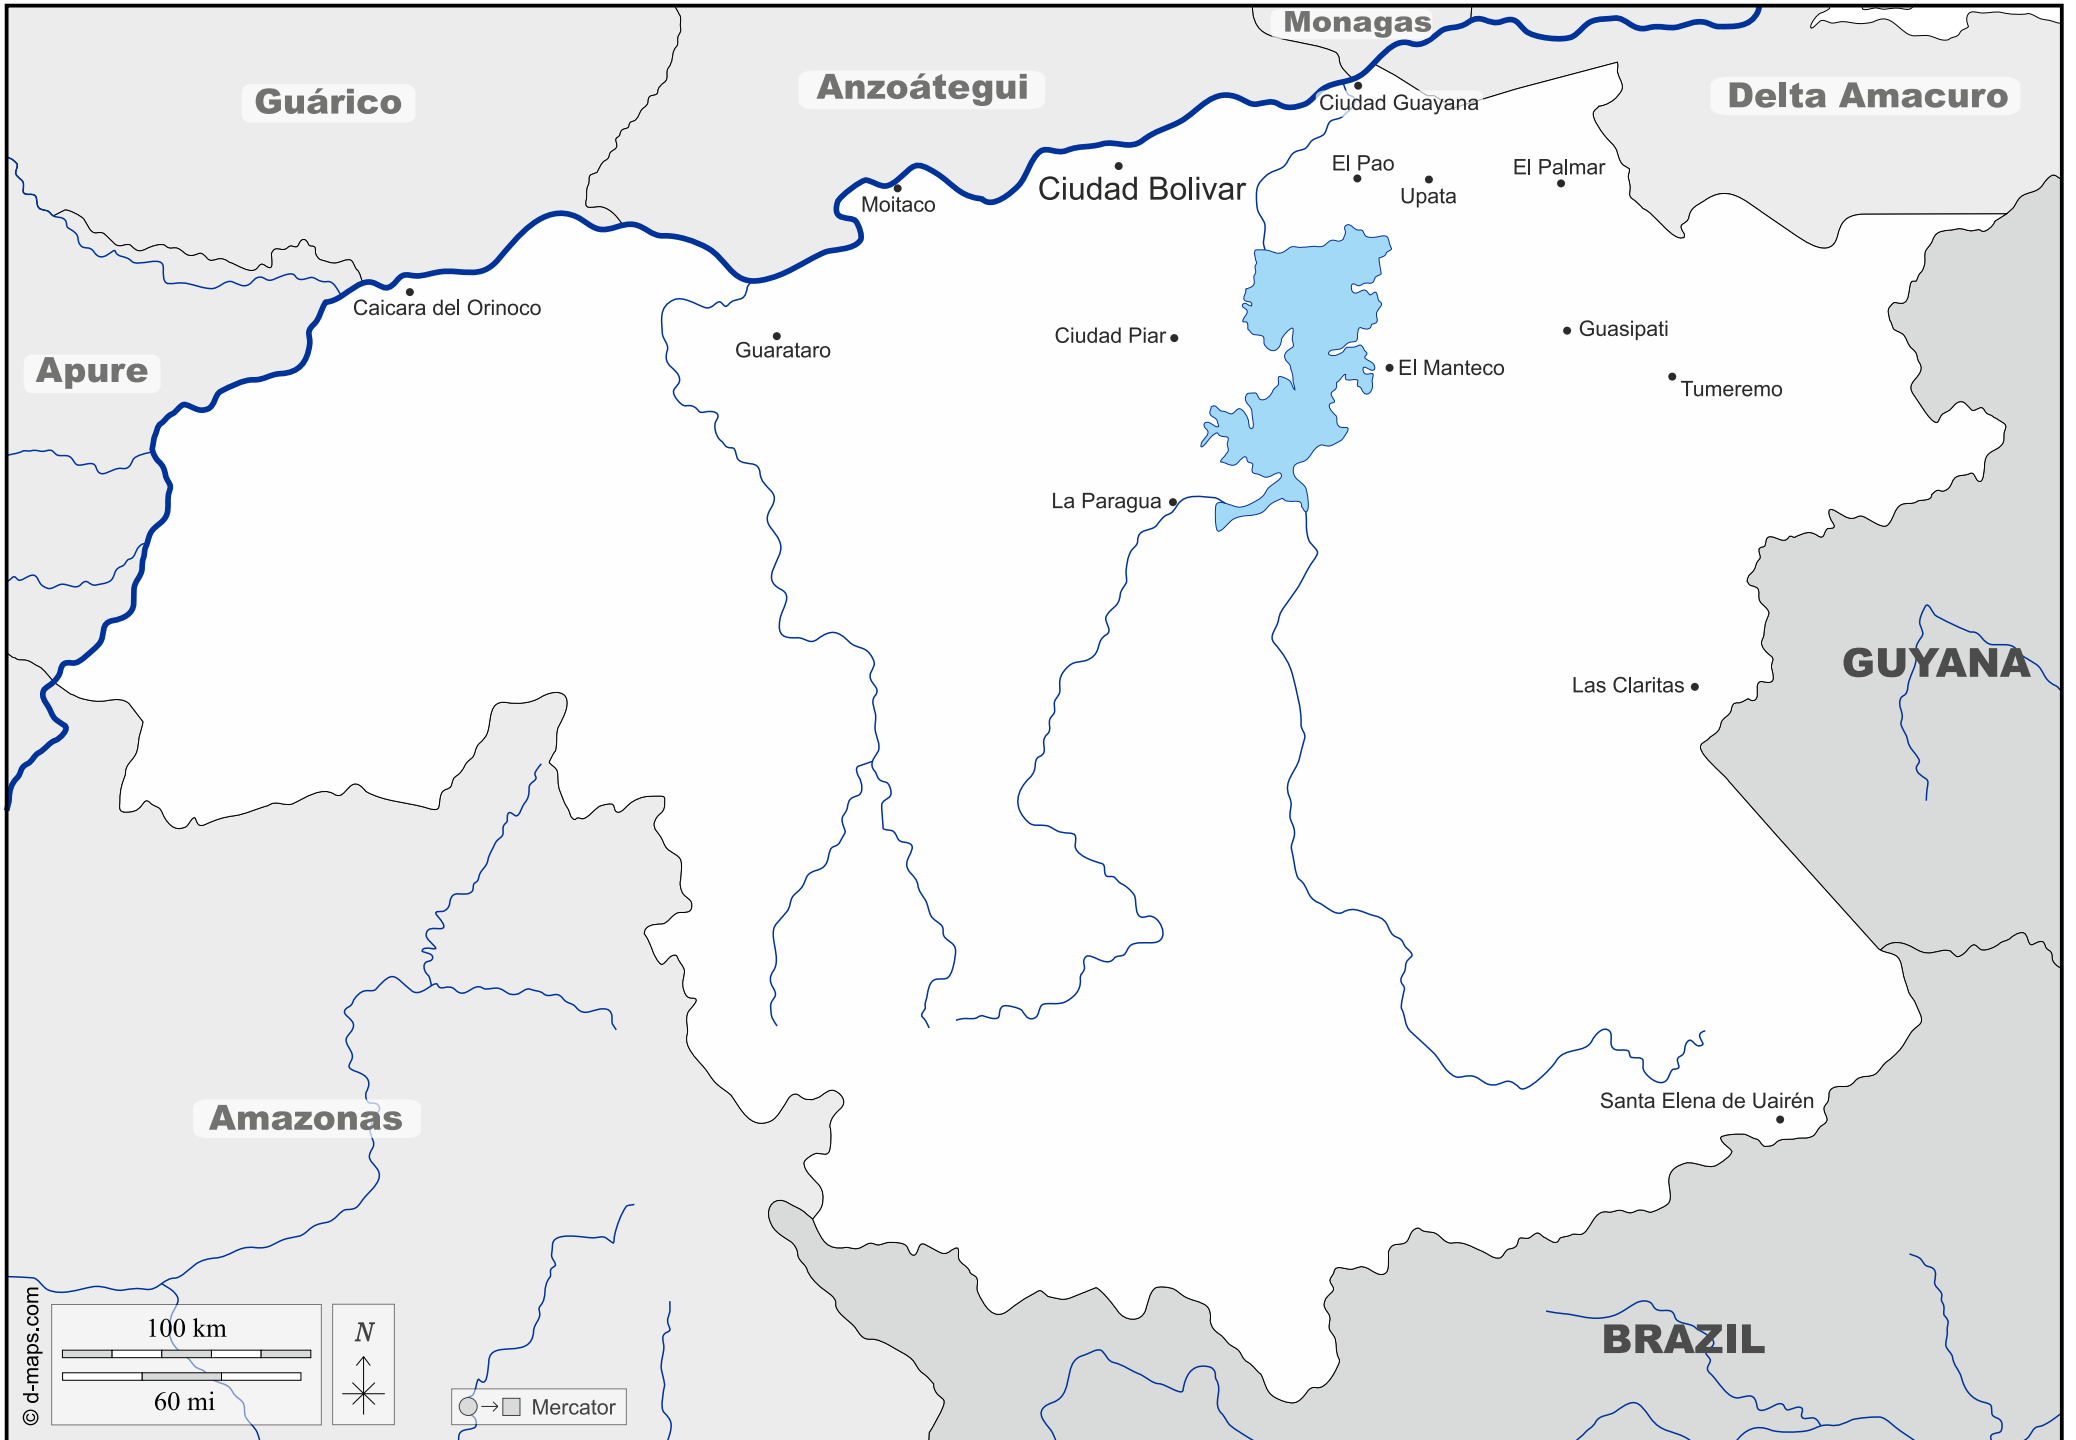 Monagas
Guárico
Anzoátegui
Delta Amacuro
Ciudad Guayana
El Pao
El Palmar
Upata
Ciudad Bolivar
Moitaco
Caicara del Orinoco
Apure
Guarataro
Ciudad Piar
Guasipati
El Manteco
Tumeremo
La Paragua
GUYANA
Las Claritas
Santa Elena de Uairén
Amazonas
BRAZIL
© d-maps.com
100 km
60 mi
N
Mercator